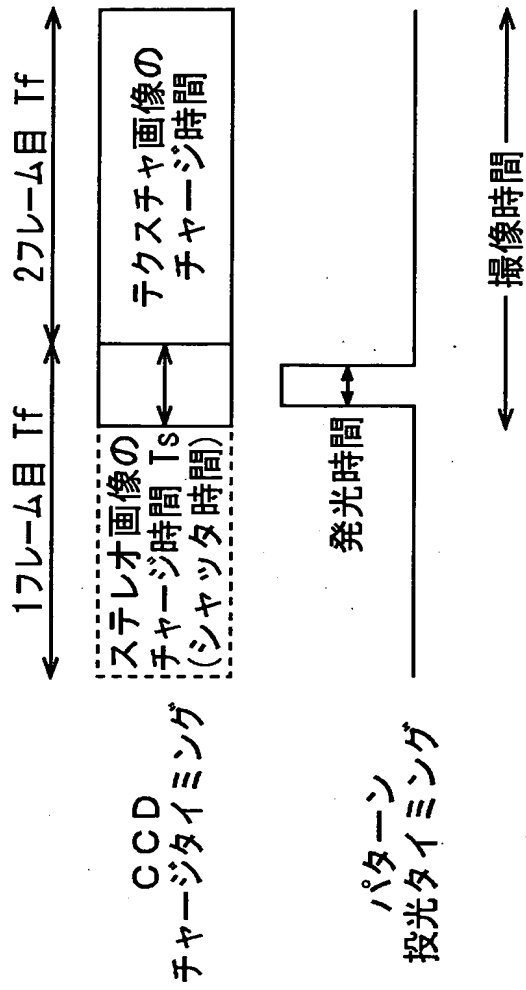 1フレーム目 Tf
2フレーム目 Tf
CCD
チャージタイミング
ステレオ画像の
チャージ時間 Ts
(シャッタ時間)
テクスチャ画像の
チャージ時間
パターン
投光タイミング
発光時間
撮像時間